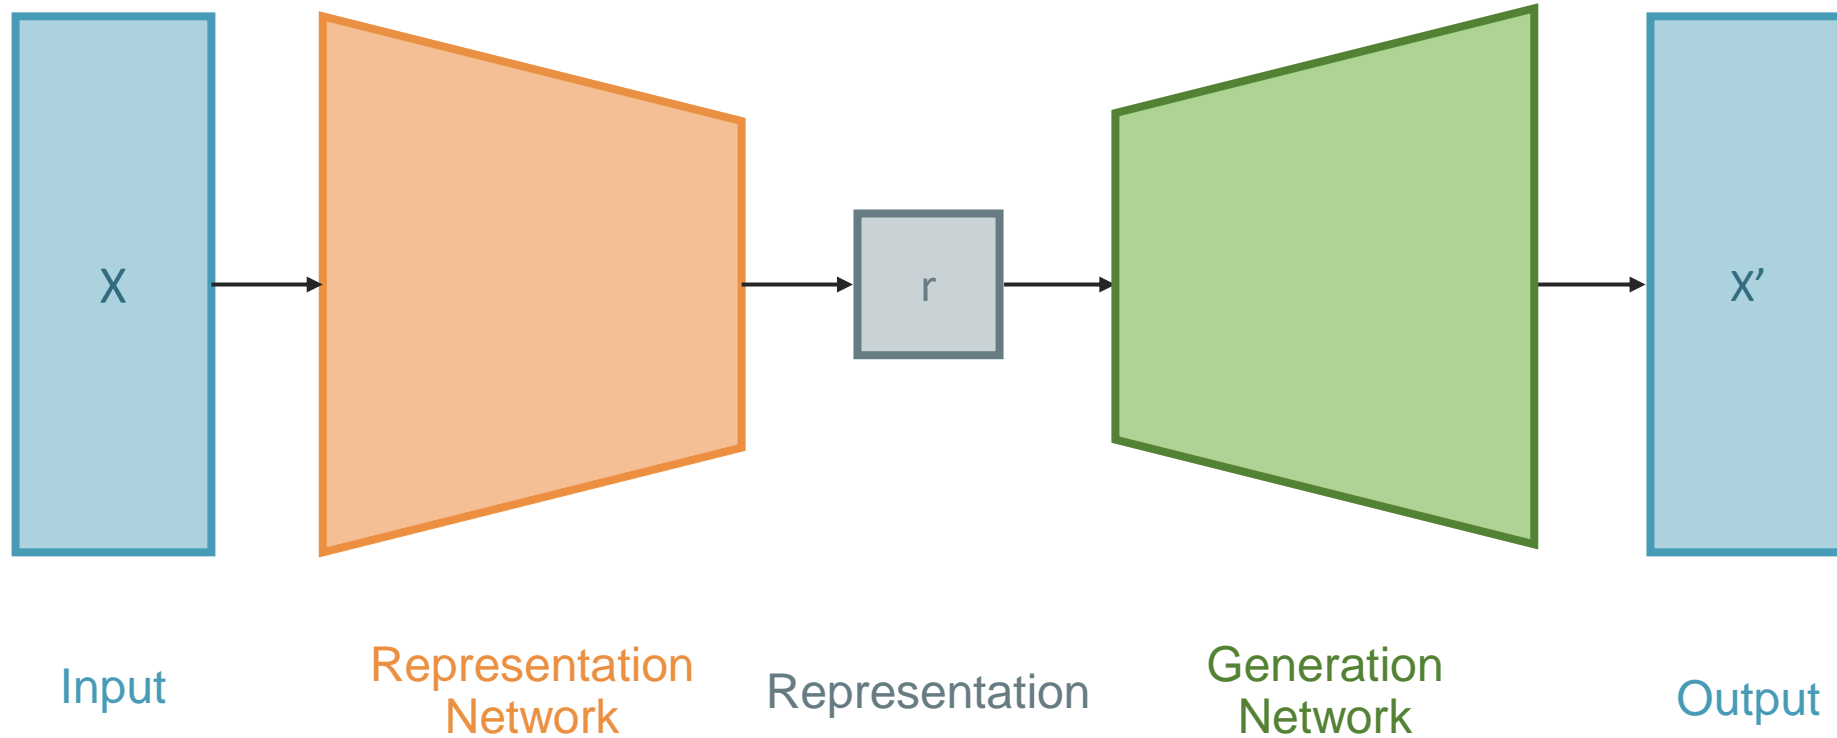 X
r
X’
Input
Representation
Network
Representation
Generation
Network
Output